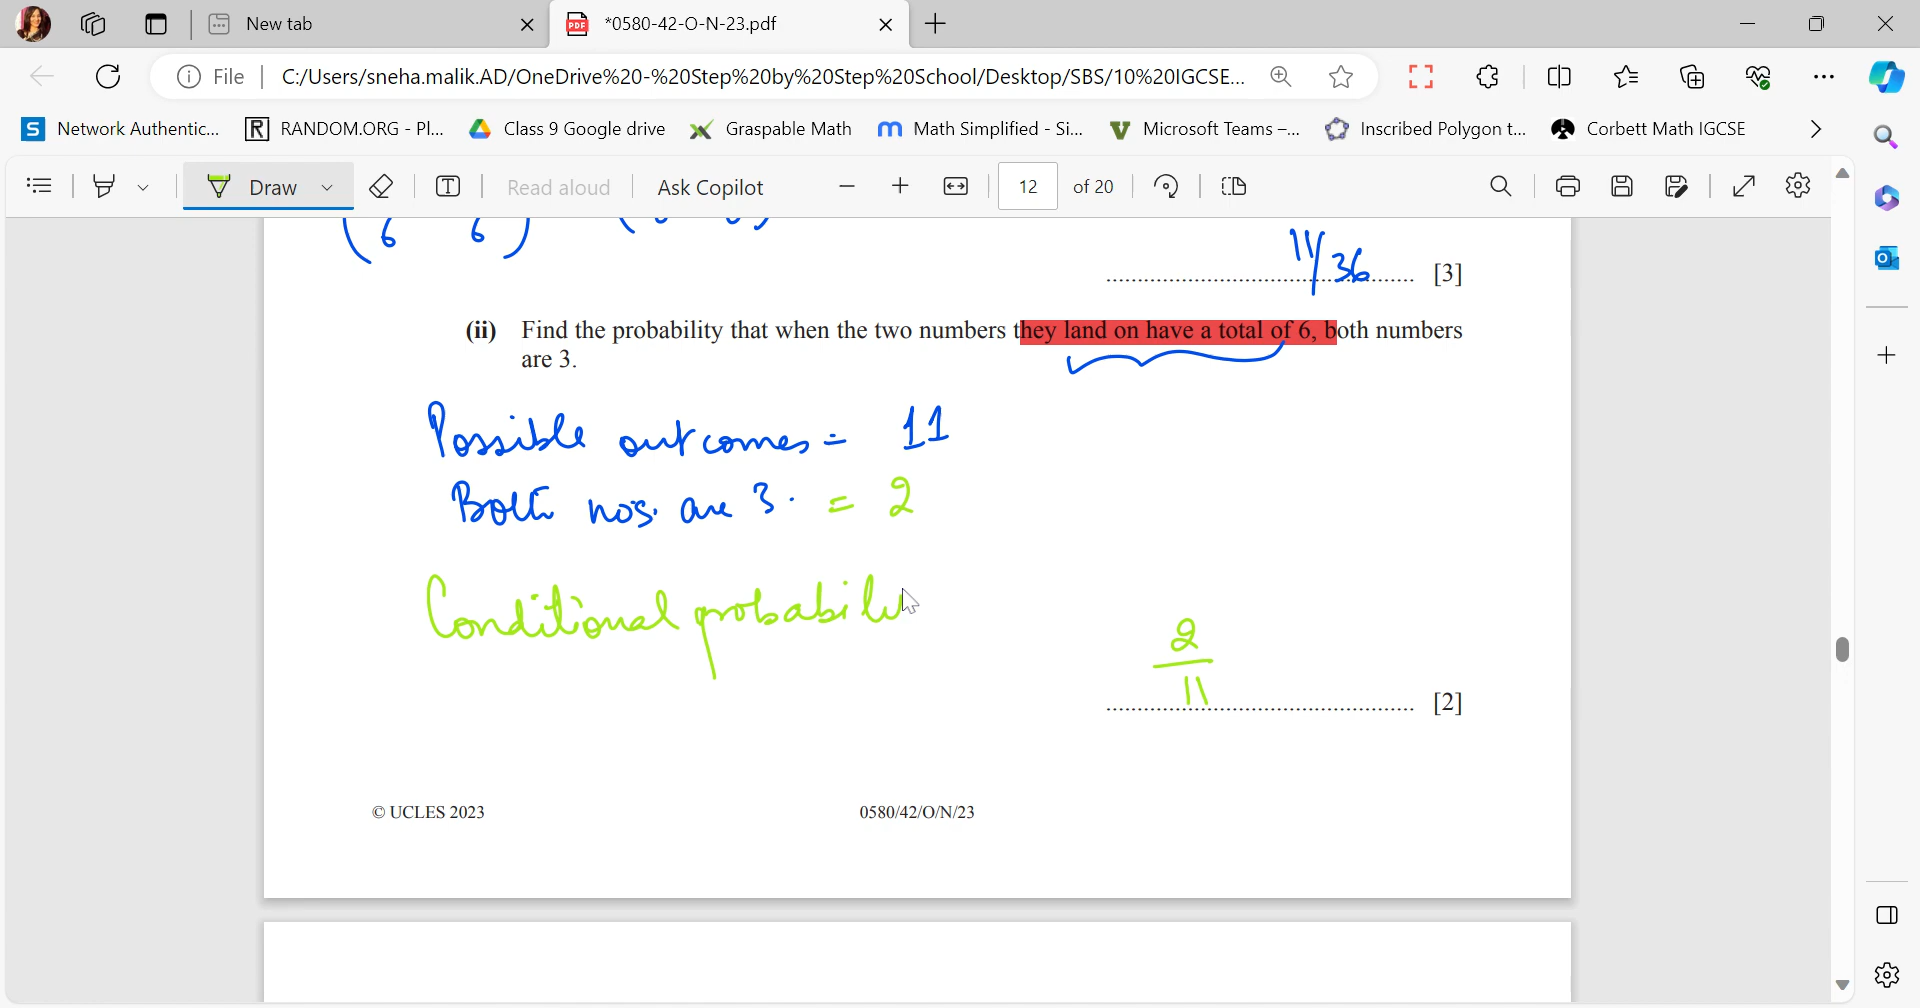 New tab
*0580-42-O-N-23.pdf
File
C:/Users/sneha.malik.AD/OneDrive%20-%20Step%20by%20Step%20School/Desktop/SBS/10%20IGCSE...
Network Authentic...
RANDOM.ORG - Pl...
Class 9 Google drive
Graspable Math
Math Simplified - Si...
Microsoft Teams –...
Inscribed Polygon t...
Corbett Math IGCSE
Draw
Read aloud
Ask Copilot
12 of 20
6 6
11/36 [3]
(ii) Find the probability that when the two numbers they land on have a total of 6, both numbers
are 3.
Possible outcomes = 11
Both nos. are 3. = 2
Conditional probabili
2
11
[2]
© UCLES 2023
0580/42/O/N/23